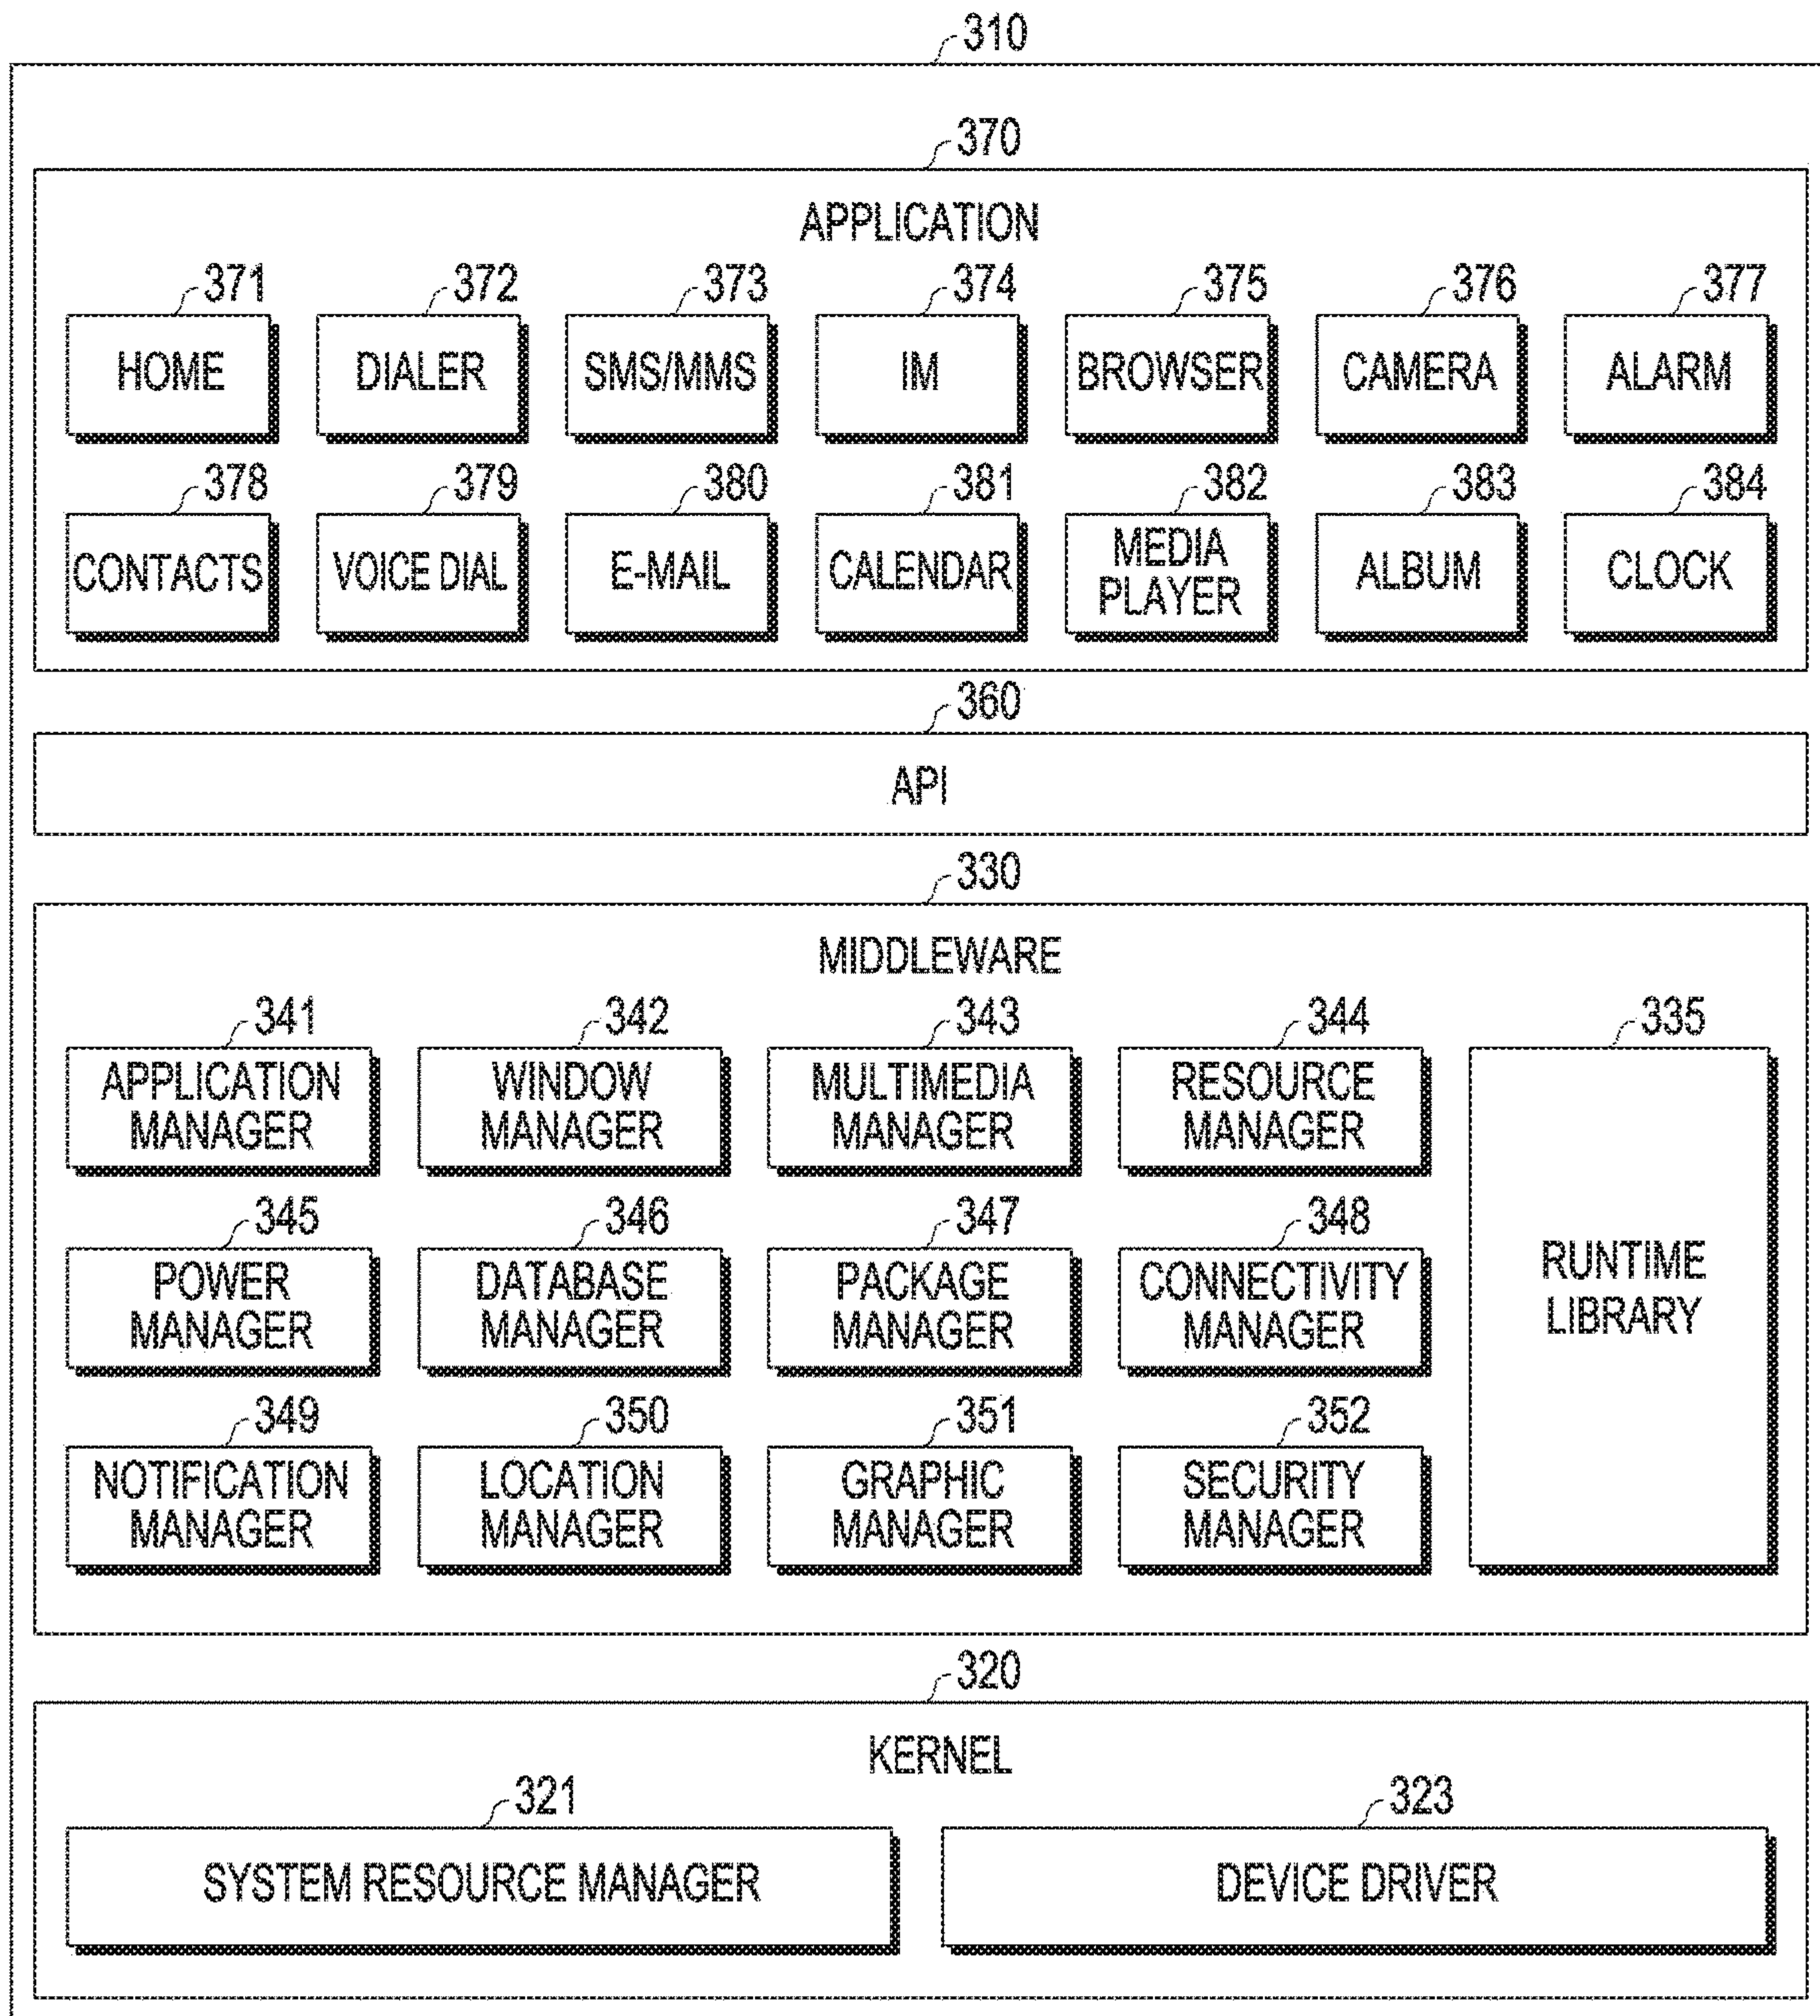 310
370
APPLICATION
371 372 373 374 375 376 377
HOME DIALER SMS/MMS IM BROWSER CAMERA ALARM
378 379 380 381 382 383 384
CONTACTS VOICE DIAL E-MAIL CALENDAR MEDIA PLAYER ALBUM CLOCK
360
API
330
MIDDLEWARE
341 342 343 344 335
APPLICATION MANAGER WINDOW MANAGER MULTIMEDIA MANAGER RESOURCE MANAGER
345 346 347 348
POWER MANAGER DATABASE MANAGER PACKAGE MANAGER CONNECTIVITY MANAGER RUNTIME LIBRARY
349 350 351 352
NOTIFICATION MANAGER LOCATION MANAGER GRAPHIC MANAGER SECURITY MANAGER
320
KERNEL
321 323
SYSTEM RESOURCE MANAGER DEVICE DRIVER